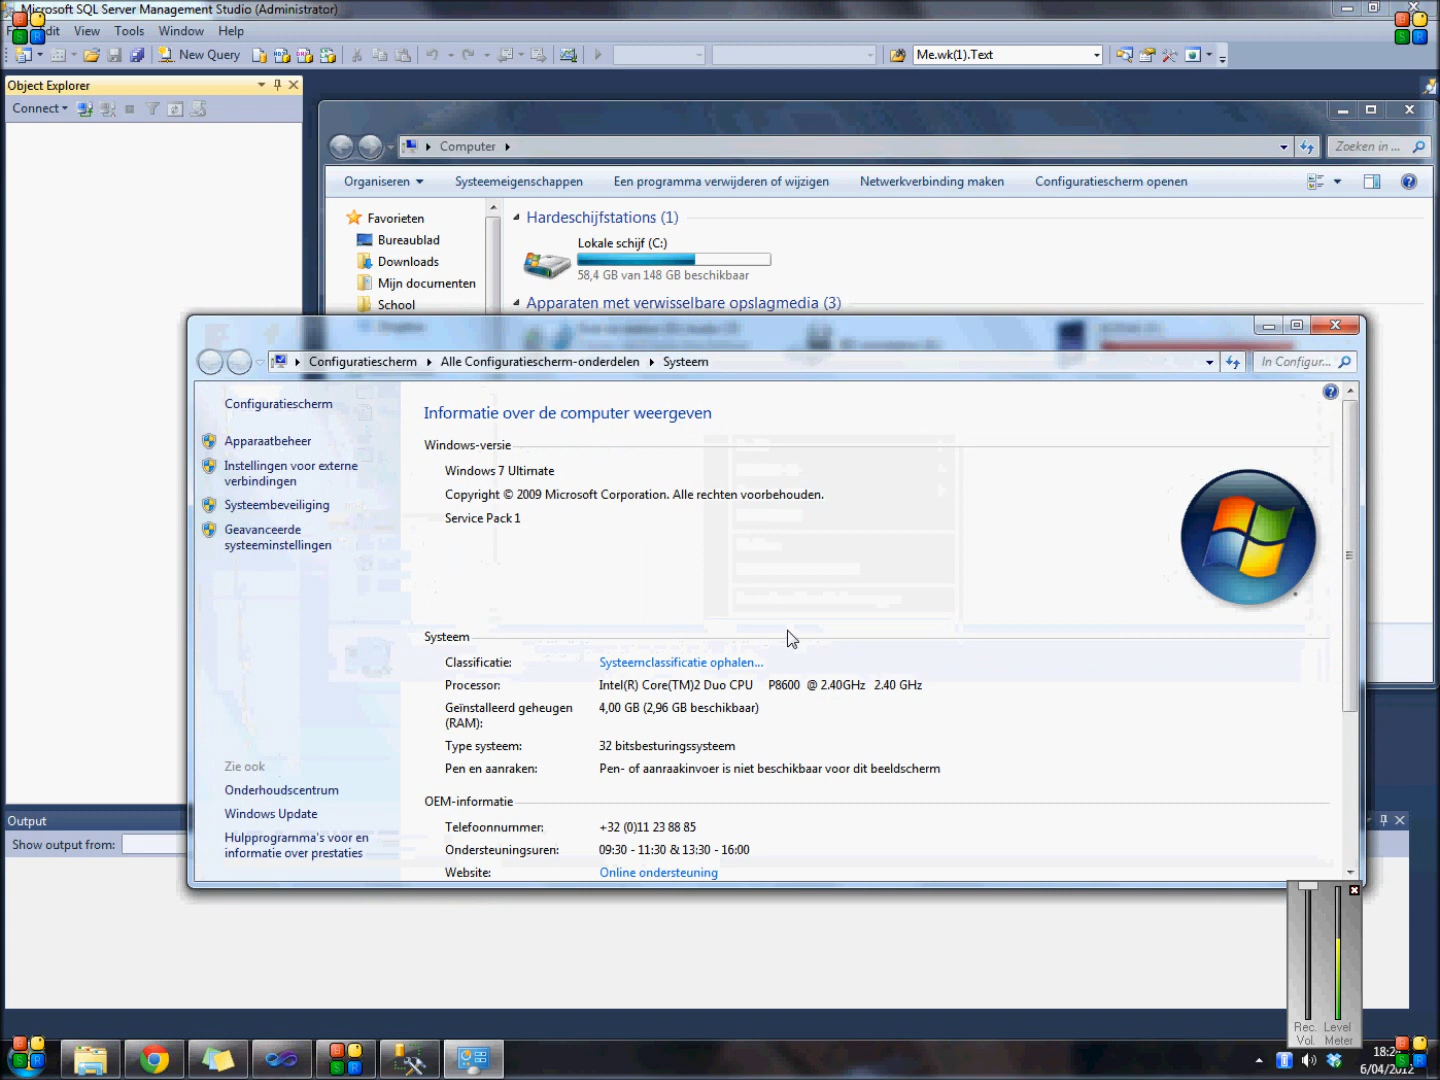 Microsoft SQL Server Management Studio (Administrator)
View Tools Window Help
New Query
Me.wk(1).Text
Object Explorer
Connect
Computer
Zoeken in ...
Organiseren
Systeemeigenschappen
Een programma verwijderen of wijzigen
Netwerkverbinding maken
Configuratiescherm openen
Favorieten
Bureaublad
Downloads
Mijn documenten
School
Hardeschijfstations (1)
Lokale schijf (C:)
58,4 GB van 148 GB beschikbaar
Apparaten met verwisselbare opslagmedia (3)
Configuratiescherm
Alle Configuratiescherm-onderdelen
Systeem
In Configur...
Configuratiescherm
Apparaatbeheer
Instellingen voor externe
verbindingen
Systeembeveiliging
Geavanceerde
systeeminstellingen
Zie ook
Onderhoudscentrum
Windows Update
Hulpprogramma's voor en
informatie over prestaties
Informatie over de computer weergeven
Windows-versie
Windows 7 Ultimate
Copyright © 2009 Microsoft Corporation. Alle rechten voorbehouden.
Service Pack 1
Systeem
Classificatie: Systeemclassificatie ophalen...
Processor: Intel(R) Core(TM)2 Duo CPU P8600 @ 2.40GHz 2.40 GHz
Geïnstalleerd geheugen
(RAM):
4,00 GB (2,96 GB beschikbaar)
Type systeem: 32 bitsbesturingssysteem
Pen en aanraken: Pen- of aanraakinvoer is niet beschikbaar voor dit beeldscherm
OEM-informatie
Telefoonnummer: +32 (0)11 23 88 85
Ondersteuningsuren: 09:30 - 11:30 & 13:30 - 16:00
Website: Online ondersteuning
Output
Show output from:
Rec. Level
Vol. Meter
6/04/2012